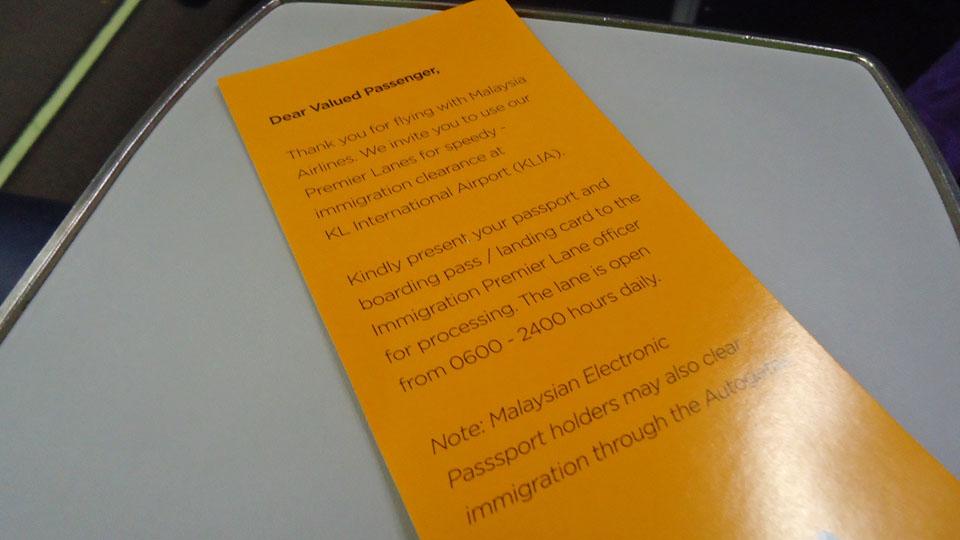 Dear Valued Passenger,
Thank you for flying with Malaysia
Airlines. We invite you to use our
Premier Lanes for speedy -
immigration clearance at
KL International Airport (KLIA).
Kindly present your passport and
boarding pass / landing card to the
Immigration Premier Lane officer
for processing. The lane is open
from 0600 - 2400 hours daily.
Note: Malaysian Electronic
Passsport holders may also clear
immigration through the Autogates.